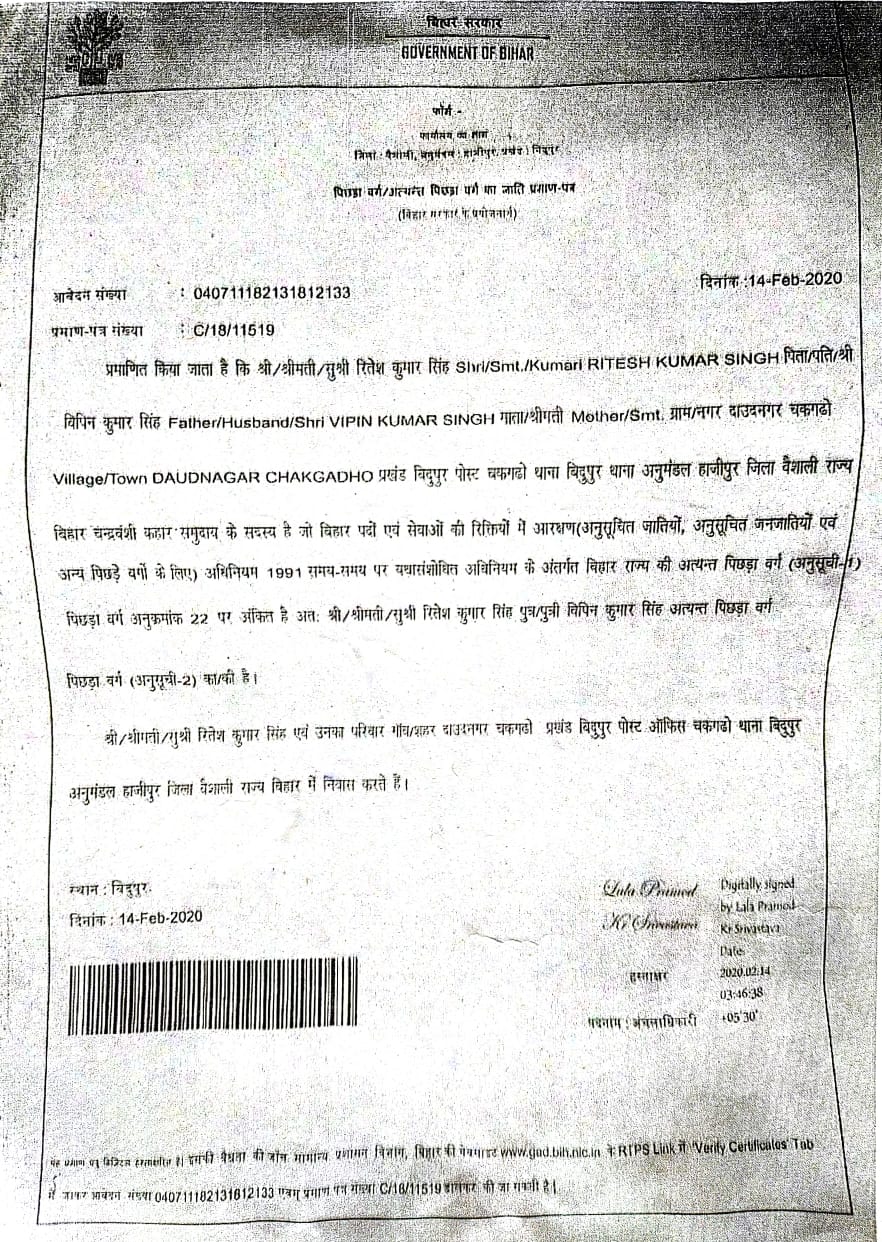 बिहार सरकार
GOVERNMENT OF BIHAR
फॉर्म -
कार्यालय का नाम
जिला : वैशाली, अनुमंडल : हाजीपुर, प्रखंड : बिदुपुर
पिछड़ा वर्ग/अत्यन्त पिछड़ा वर्ग का जाति प्रमाण-पत्र
(बिहार सरकार के प्रयोजनार्थ)
दिनांक :14-Feb-2020
आवेदन संख्या : 040711182131812133
प्रमाण-पत्र संख्या : C/18/11519
प्रमाणित किया जाता है कि श्री/श्रीमती/सुश्री रितेश कुमार सिंह Shri/Smt./Kumari RITESH KUMAR SINGH पिता/पति/श्री
विपिन कुमार सिंह Father/Husband/Shri VIPIN KUMAR SINGH माता/श्रीमती Mother/Smt. ग्राम/नगर दाउदनगर चकगढो
Village/Town DAUDNAGAR CHAKGADHO प्रखंड बिदुपुर पोस्ट चकगढो थाना बिदुपुर थाना अनुमंडल हाजीपुर जिला वैशाली राज्य
बिहार चन्द्रवंशी कहार समुदाय के सदस्य है जो बिहार पदों एवं सेवाओं की रिक्तियों में आरक्षण(अनुसूचित जातियों, अनुसूचित जनजातियों एवं
अन्य पिछड़े वर्गो के लिए) अधिनियम 1991 समय-समय पर यथासंशोधित अधिनियम के अंतर्गत बिहार राज्य की अत्यन्त पिछड़ा वर्ग (अनुसूची-1)
पिछड़ा वर्ग अनुक्रमांक 22 पर अंकित है अत: श्री/श्रीमती/सुश्री रितेश कुमार सिंह पुत्र/पुत्री विपिन कुमार सिंह अत्यन्त पिछड़ा वर्ग
पिछड़ा वर्ग (अनुसूची-2) का/की है।
श्री/श्रीमती/सुश्री रितेश कुमार सिंह एवं उनका परिवार गाँव/शहर दाउदनगर चकगढो प्रखंड बिदुपुर पोस्ट ऑफिस चकगढो थाना बिदुपुर
अनुमंडल हाजीपुर जिला वैशाली राज्य बिहार में निवास करते हैं।
स्थान : बिदुपुर
दिनांक : 14-Feb-2020
Lala Pramod
Kr Srivastava
Digitally signed
by Lala Pramod
Kr Srivastava
Date:
2020.02.14
03:46:38
+05'30'
हस्ताक्षर
पदनाम : अंचलाधिकारी
यह प्रमाण पत्र डिजिटल हस्ताक्षरित है। इसकी वैधता की जाँच सामान्य प्रशासन विभाग, बिहार की वेबसाइट www.gad.bih.nic.in के RTPS Link में 'Verify Certificates' Tab
में जाकर आवेदन संख्या 040711182131812133 एवम् प्रमाण पत्र संख्या C/18/11519 डालकर की जा सकती है।